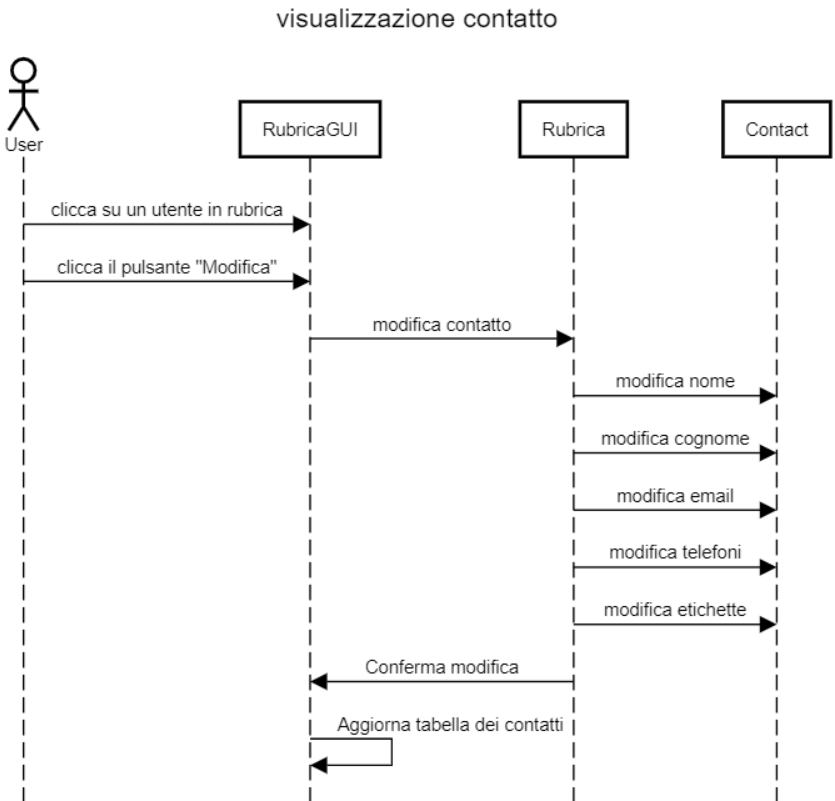 visualizzazione contatto
User
RubricaGUI
Rubrica
Contact
clicca su un utente in rubrica
clicca il pulsante "Modifica"
modifica contatto
modifica nome
modifica cognome
modifica email
modifica telefoni
modifica etichette
Conferma modifica
Aggiorna tabella dei contatti